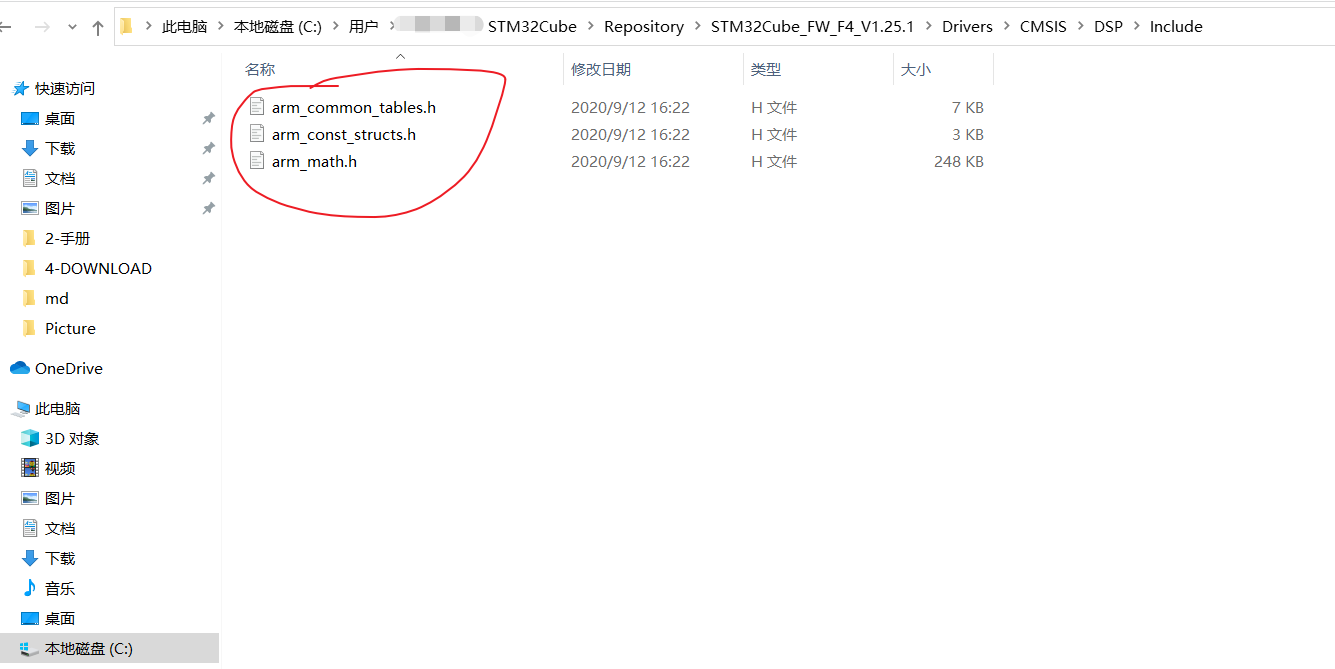 此电脑 本地磁盘 (C:) 用户 STM32Cube Repository STM32Cube_FW_F4_V1.25.1 Drivers CMSIS DSP Include
名称 修改日期 类型 大小
arm_common_tables.h 2020/9/12 16:22 H 文件 7 KB
arm_const_structs.h 2020/9/12 16:22 H 文件 3 KB
arm_math.h 2020/9/12 16:22 H 文件 248 KB
快速访问
桌面
下载
文档
图片
2-手册
4-DOWNLOAD
md
Picture
OneDrive
此电脑
3D 对象
视频
图片
文档
下载
音乐
桌面
本地磁盘 (C:)